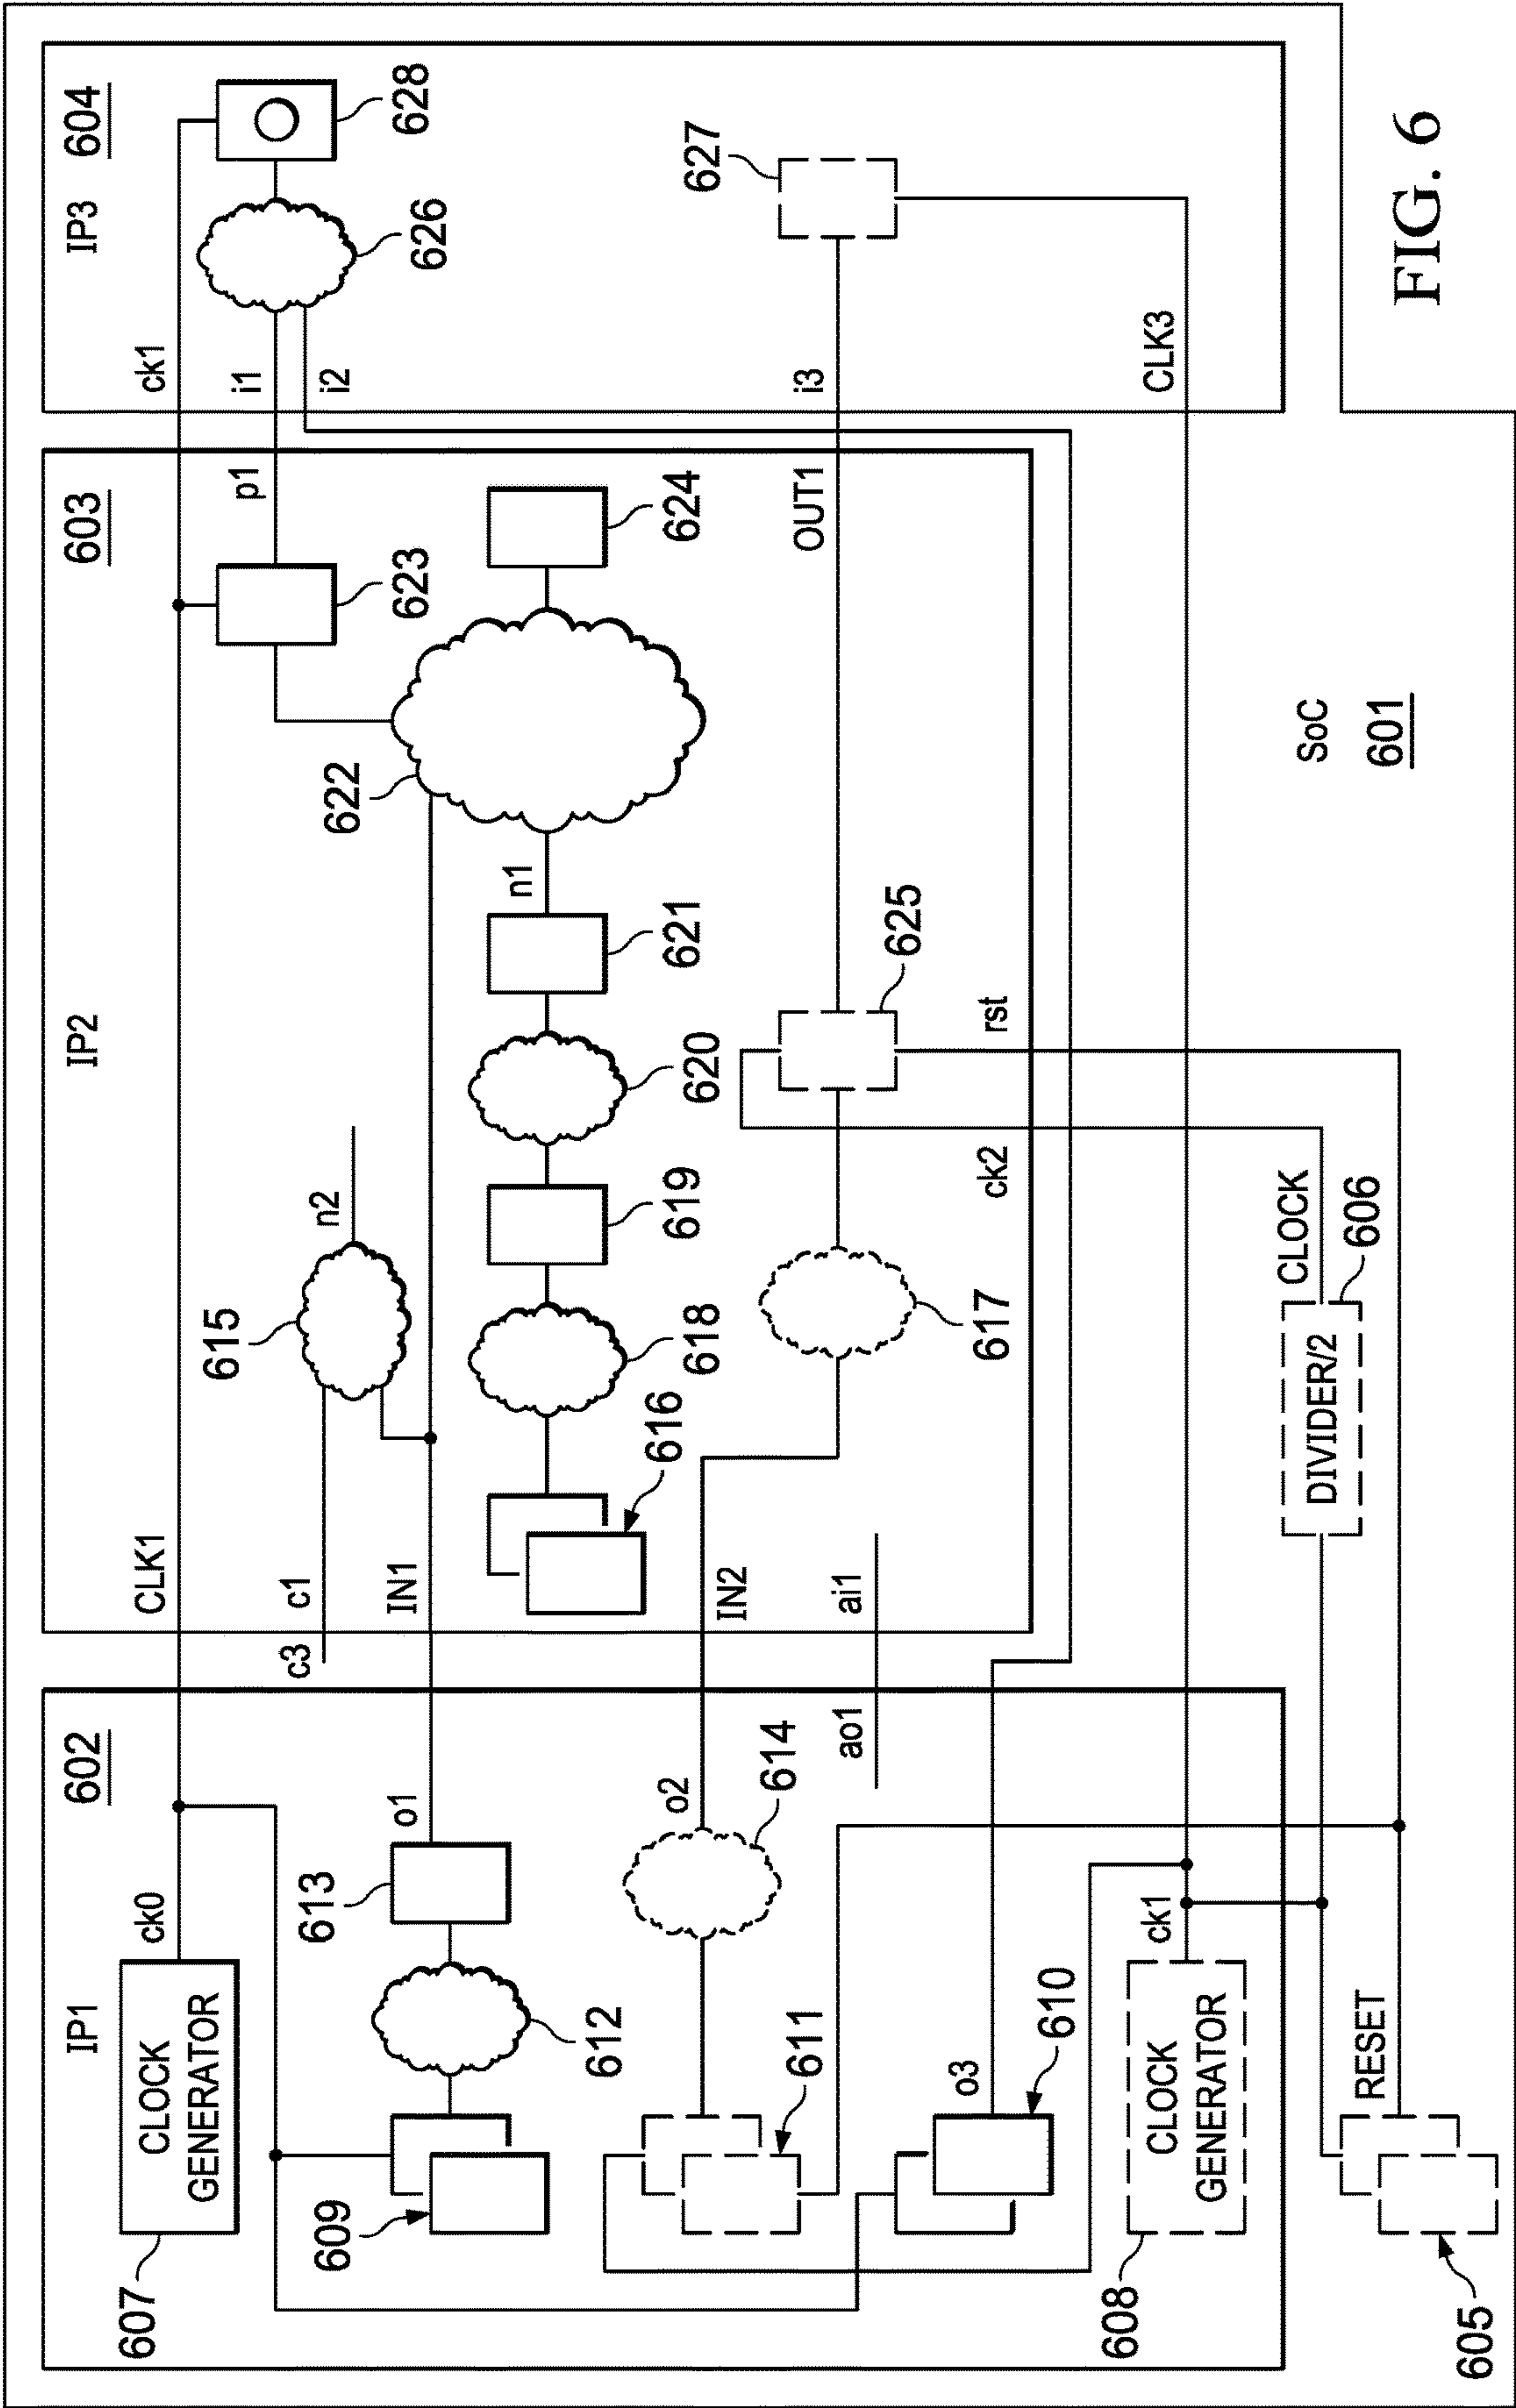 IP1
602
CLOCK
GENERATOR
607
ck0
609
612
613
o1
611
614
o2
ao1
o3
610
CLOCK
GENERATOR
608
ck1
RESET
605
IP2
603
CLK1
c3
c1
IN1
615
n2
616
618
619
620
621
n1
622
623
p1
624
IN2
ai1
617
625
ck2
rst
OUT1
DIVIDER/2
CLOCK
606
IP3
604
ck1
i1
i2
626
628
i3
627
CLK3
SoC
601
FIG. 6